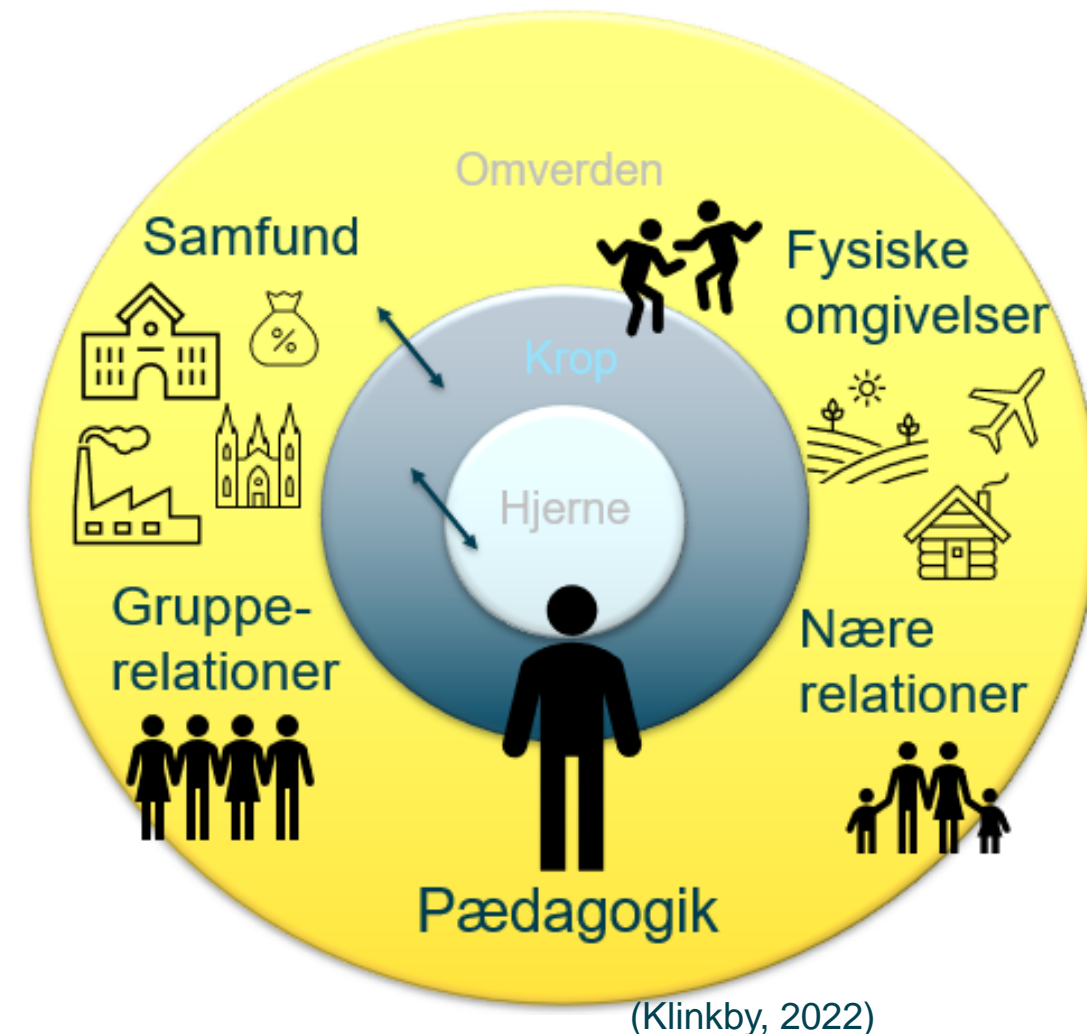 Omverden
Samfund
%
Fysiske
omgivelser
Krop
Hjerne
Gruppe-
relationer
Nære
relationer
Pædagogik
(Klinkby, 2022)